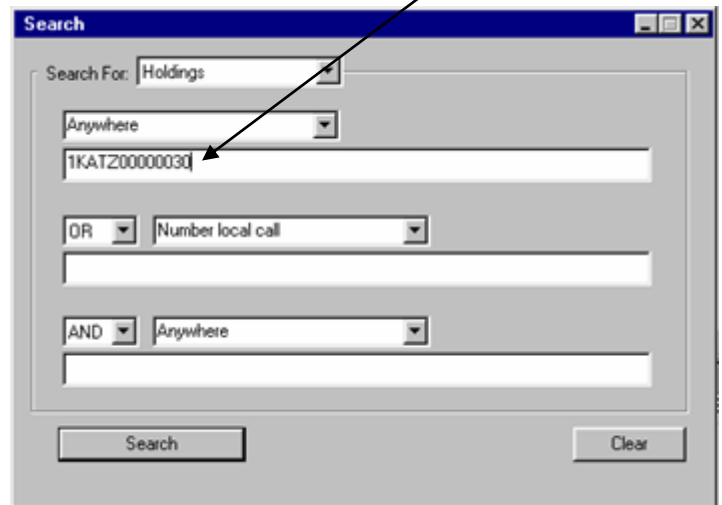 Search
Search For: Holdings
Anywhere
1KATZ00000030
OR Number local call
AND Anywhere
Search Clear